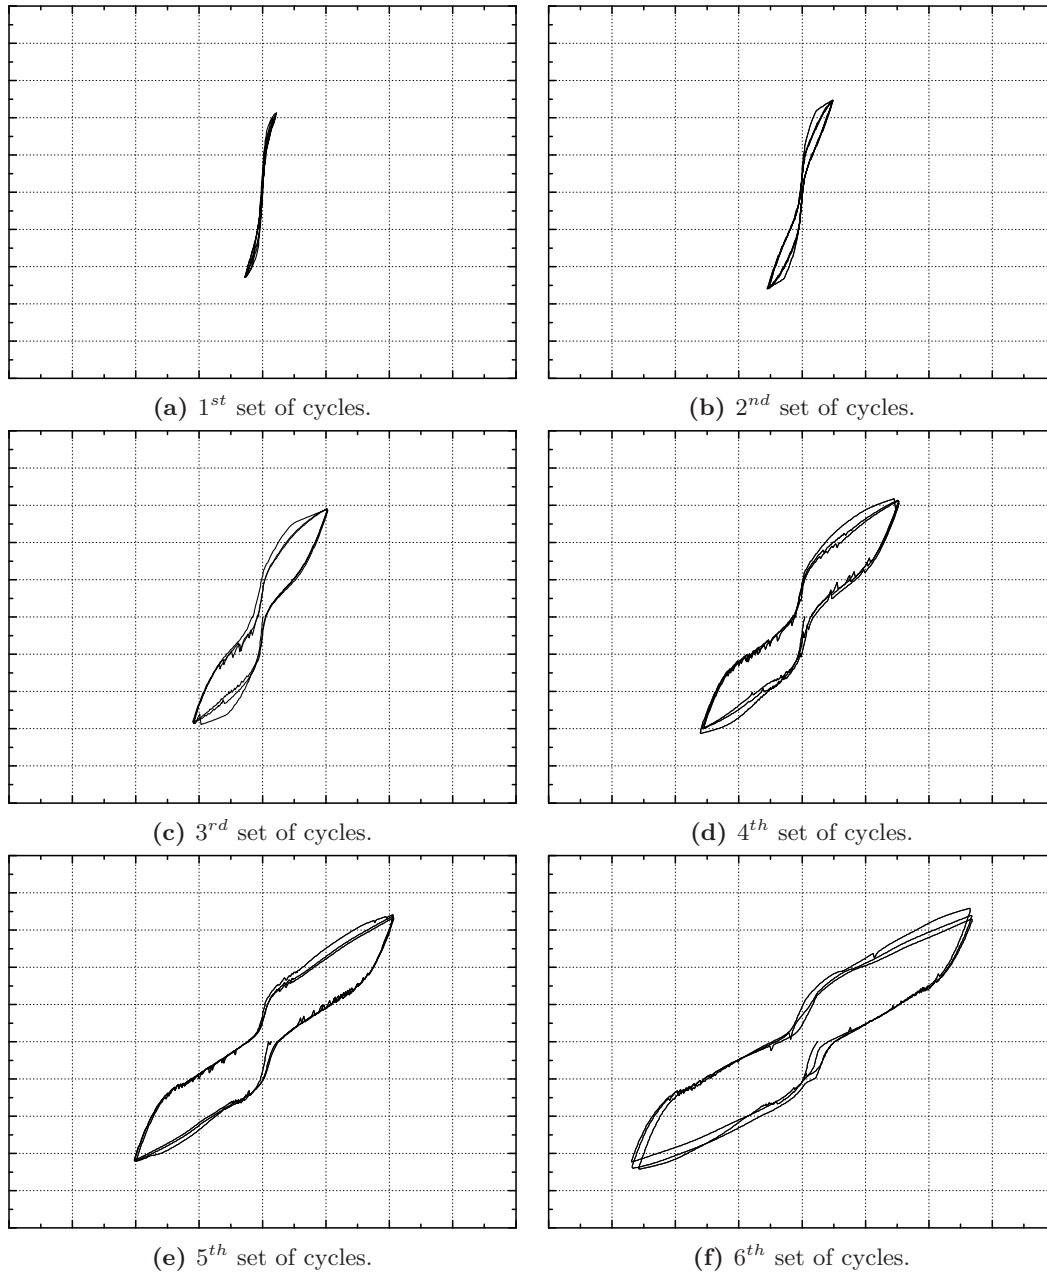 (a) 1st set of cycles.
(b) 2nd set of cycles.
(c) 3rd set of cycles.
(d) 4th set of cycles.
(e) 5th set of cycles.
(f) 6th set of cycles.